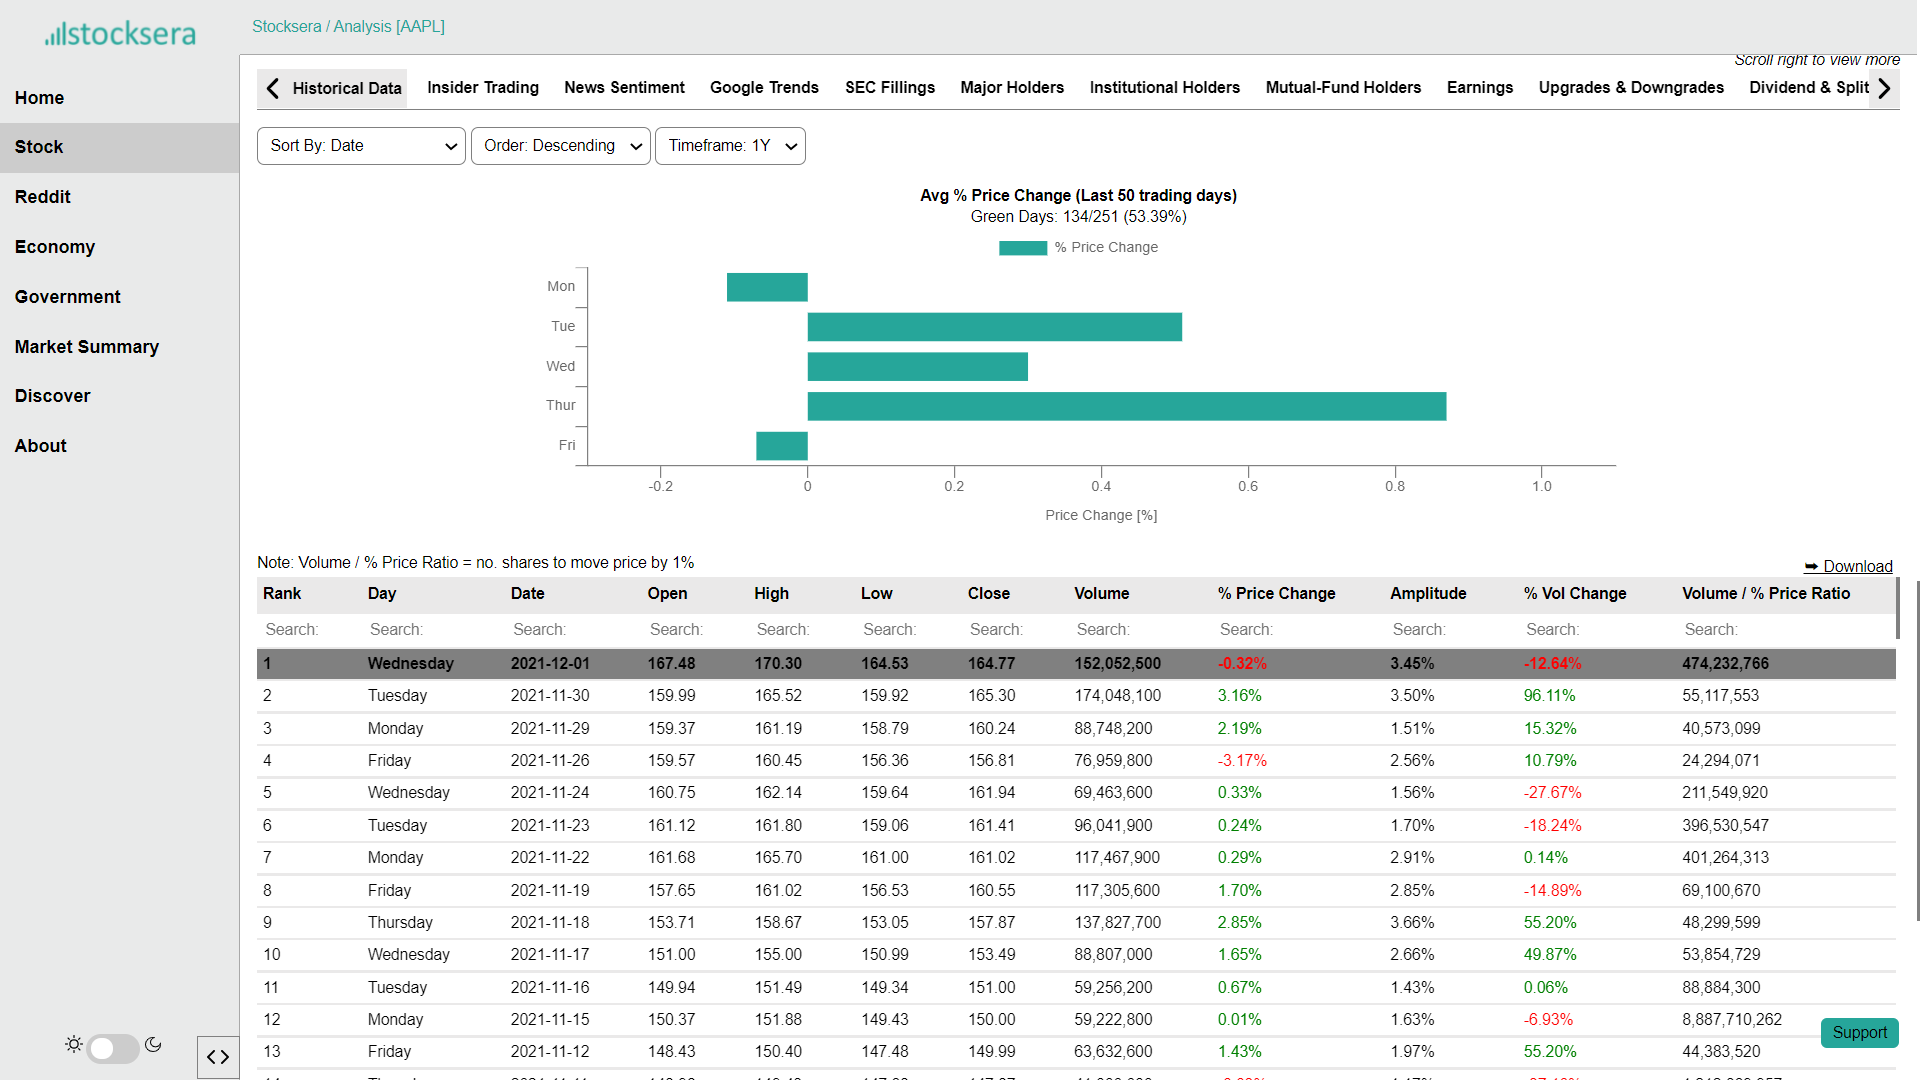 stocksera
Stocksera / Analysis [AAPL]
Home
Stock
Reddit
Economy
Government
Market Summary
Discover
About
Scroll right to view more
Historical Data Insider Trading News Sentiment Google Trends SEC Fillings Major Holders Institutional Holders Mutual-Fund Holders Earnings Upgrades & Downgrades Dividend & Split
Sort By: Date Order: Descending Timeframe: 1Y
Avg % Price Change (Last 50 trading days)
Green Days: 134/251 (53.39%)
% Price Change
Mon
Tue
Wed
Thur
Fri
-0.2 0 0.2 0.4 0.6 0.8 1.0
Price Change [%]
Note: Volume / % Price Ratio = no. shares to move price by 1%
➥ Download
Rank Day Date Open High Low Close Volume % Price Change Amplitude % Vol Change Volume / % Price Ratio
Search: Search: Search: Search: Search: Search: Search: Search: Search: Search: Search: Search:
1 Wednesday 2021-12-01 167.48 170.30 164.53 164.77 152,052,500 -0.32% 3.45% -12.64% 474,232,766
2 Tuesday 2021-11-30 159.99 165.52 159.92 165.30 174,048,100 3.16% 3.50% 96.11% 55,117,553
3 Monday 2021-11-29 159.37 161.19 158.79 160.24 88,748,200 2.19% 1.51% 15.32% 40,573,099
4 Friday 2021-11-26 159.57 160.45 156.36 156.81 76,959,800 -3.17% 2.56% 10.79% 24,294,071
5 Wednesday 2021-11-24 160.75 162.14 159.64 161.94 69,463,600 0.33% 1.56% -27.67% 211,549,920
6 Tuesday 2021-11-23 161.12 161.80 159.06 161.41 96,041,900 0.24% 1.70% -18.24% 396,530,547
7 Monday 2021-11-22 161.68 165.70 161.00 161.02 117,467,900 0.29% 2.91% 0.14% 401,264,313
8 Friday 2021-11-19 157.65 161.02 156.53 160.55 117,305,600 1.70% 2.85% -14.89% 69,100,670
9 Thursday 2021-11-18 153.71 158.67 153.05 157.87 137,827,700 2.85% 3.66% 55.20% 48,299,599
10 Wednesday 2021-11-17 151.00 155.00 150.99 153.49 88,807,000 1.65% 2.66% 49.87% 53,854,729
11 Tuesday 2021-11-16 149.94 151.49 149.34 151.00 59,256,200 0.67% 1.43% 0.06% 88,884,300
12 Monday 2021-11-15 150.37 151.88 149.43 150.00 59,222,800 0.01% 1.63% -6.93% 8,887,710,262
13 Friday 2021-11-12 148.43 150.40 147.48 149.99 63,632,600 1.43% 1.97% 55.20% 44,383,520
Support